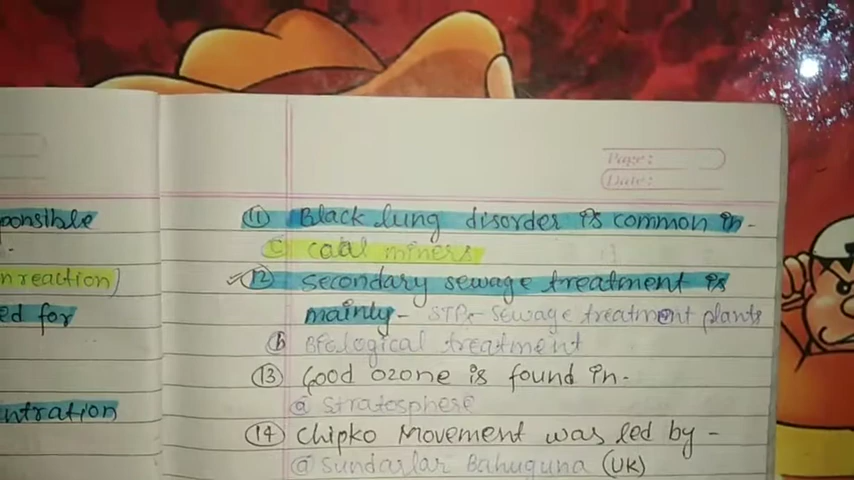 ponsible
n reaction)
ed for
ntration
Page:
Date:
(11) Black lung disorder is common in-
(c) coal miners
(12) secondary sewage treatment is
mainly- STPs- sewage treatment plants
(b) Biological treatment
(13) Good ozone is found in-
(a) Stratosphere
(14) Chipko Movement was led by -
(a) Sundarlar Bahuguna (UK)